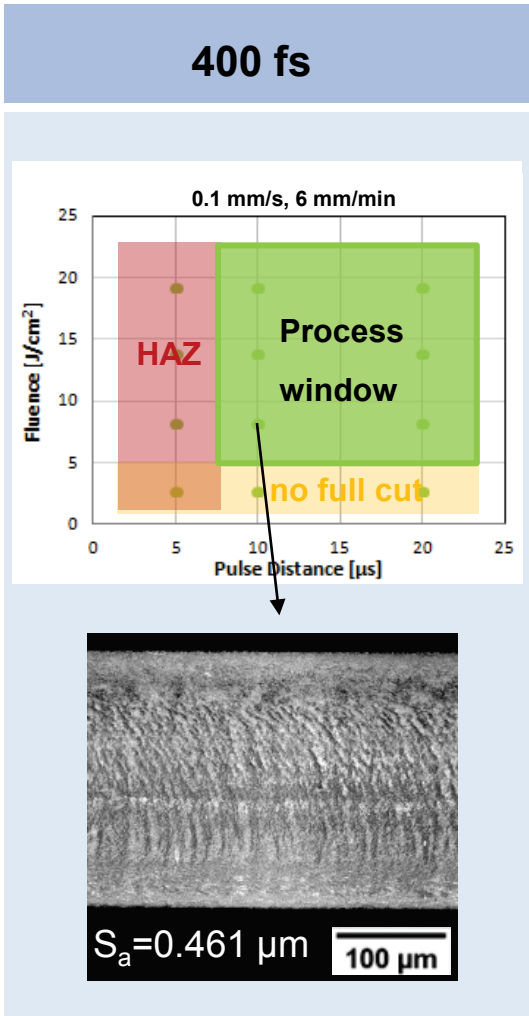 400 fs
0.1 mm/s, 6 mm/min
25
20
15
10
5
0
Fluence [J/cm²]
HAZ
Process
window
no full cut
0 5 10 15 20 25
Pulse Distance [µs]
Sₐ=0.461 µm
100 µm